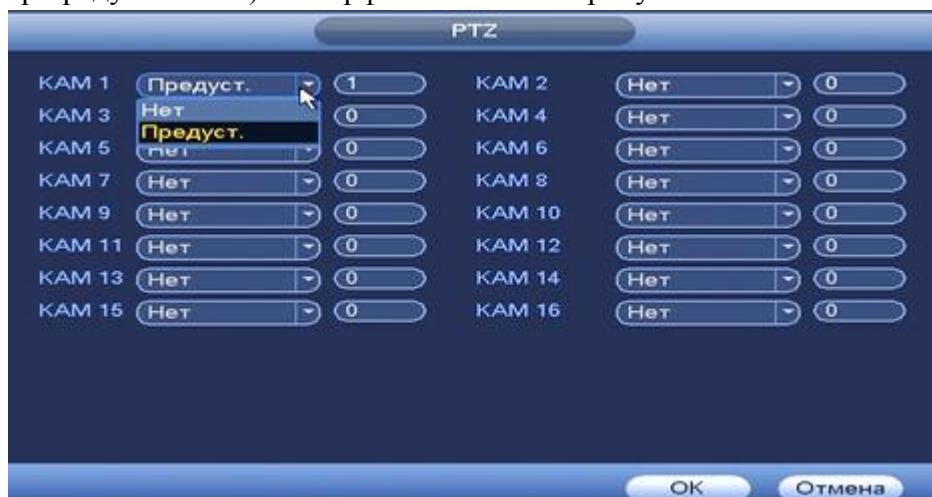 PTZ
КАМ 1 Предуст. 1 КАМ 2 Нет 0
Нет
Предуст.
КАМ 3 0 КАМ 4 Нет 0
КАМ 5 Нет 0 КАМ 6 Нет 0
КАМ 7 Нет 0 КАМ 8 Нет 0
КАМ 9 Нет 0 КАМ 10 Нет 0
КАМ 11 Нет 0 КАМ 12 Нет 0
КАМ 13 Нет 0 КАМ 14 Нет 0
КАМ 15 Нет 0 КАМ 16 Нет 0
ОК Отмена